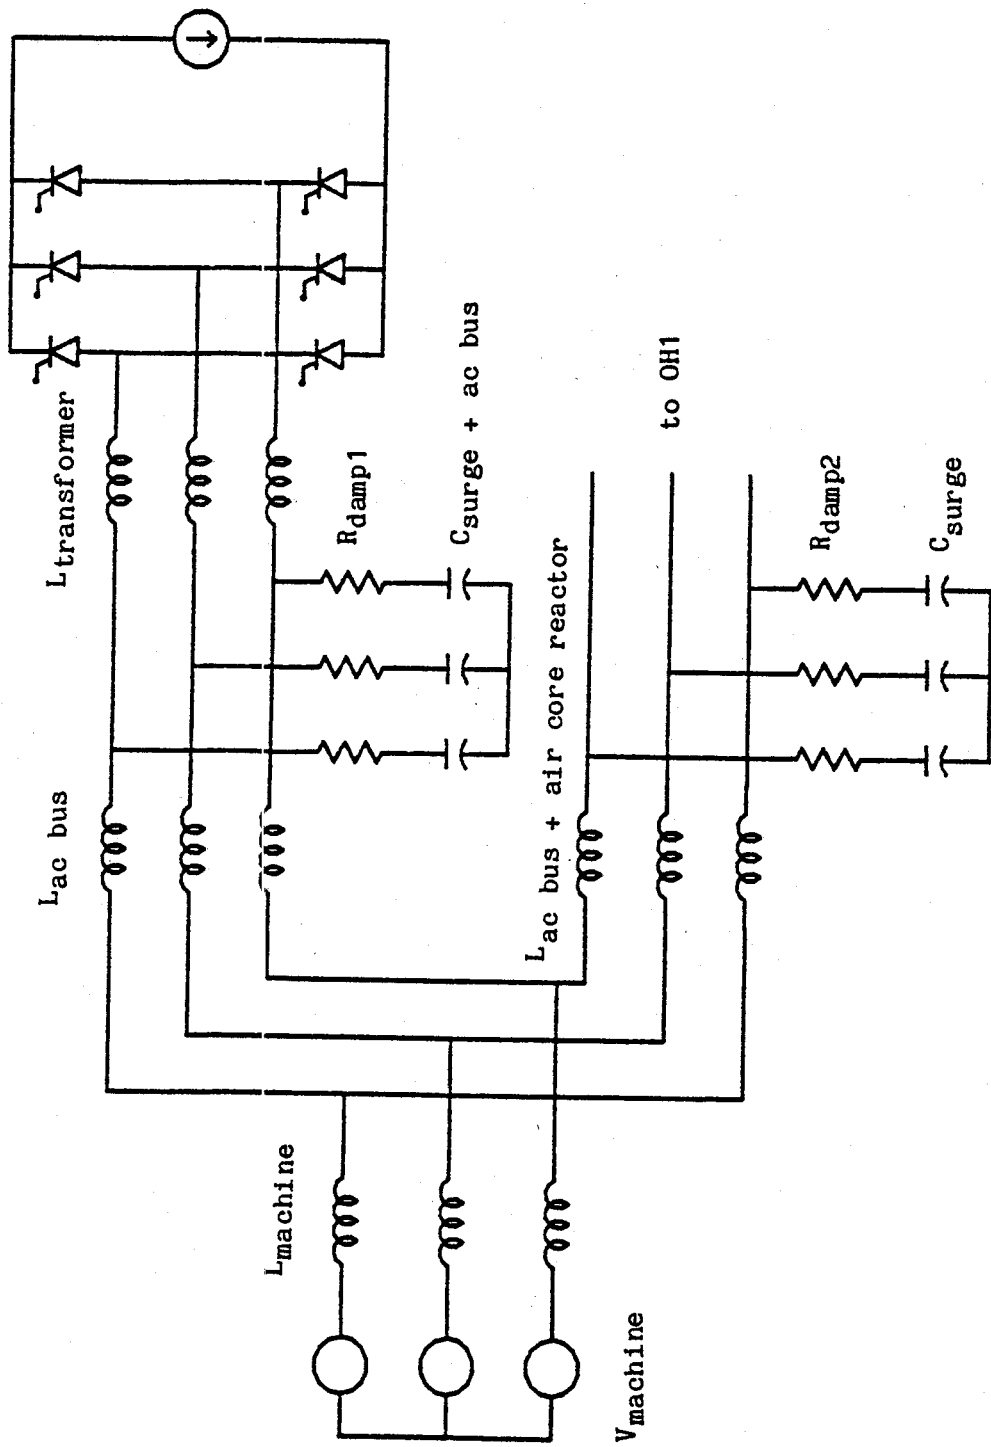 Ltransformer
Lac bus
Rdamp1
Csurge + ac bus
Lac bus + air core reactor
to OH1
Rdamp2
Csurge
Lmachine
Vmachine